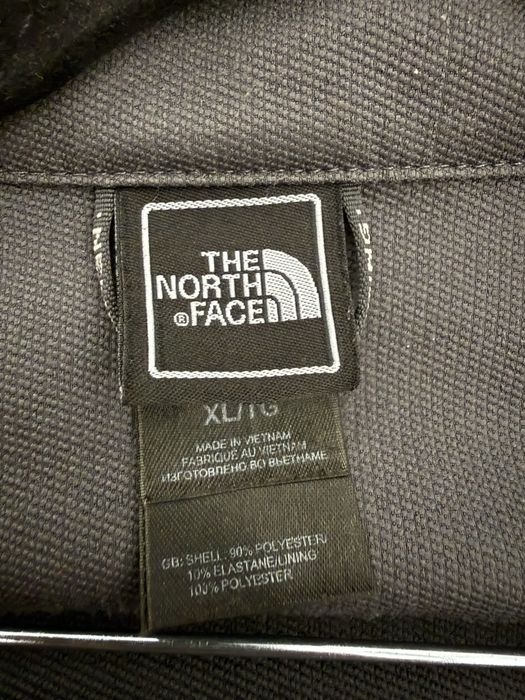 THE
NORTH
® FACE
XL/TG
MADE IN VIETNAM
FABRIQUÉ AU VIETNAM
ИЗГОТОВЛЕНО ВО ВЬЕТНАМЕ
GB: SHELL: 90% POLYESTER/
10% ELASTANE/LINING:
100% POLYESTER